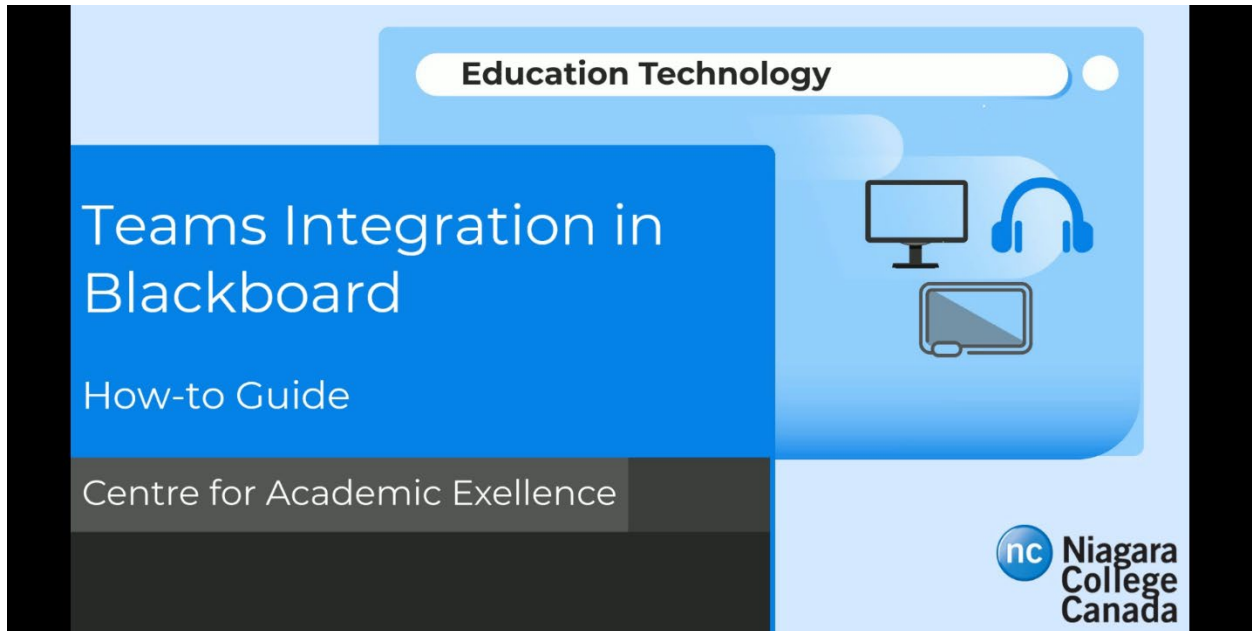 Education Technology
Teams Integration in
Blackboard
How-to Guide
Centre for Academic Exellence
nc
Niagara
College
Canada